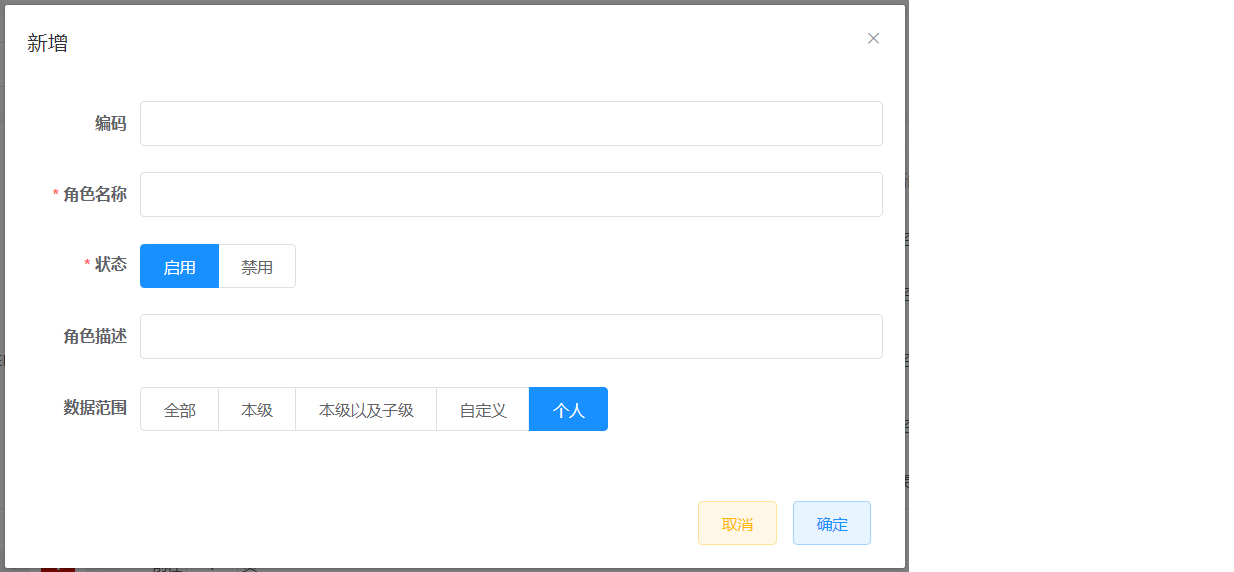 新增
编码
* 角色名称
* 状态 启用 禁用
角色描述
数据范围 全部 本级 本级以及子级 自定义 个人
取消 确定